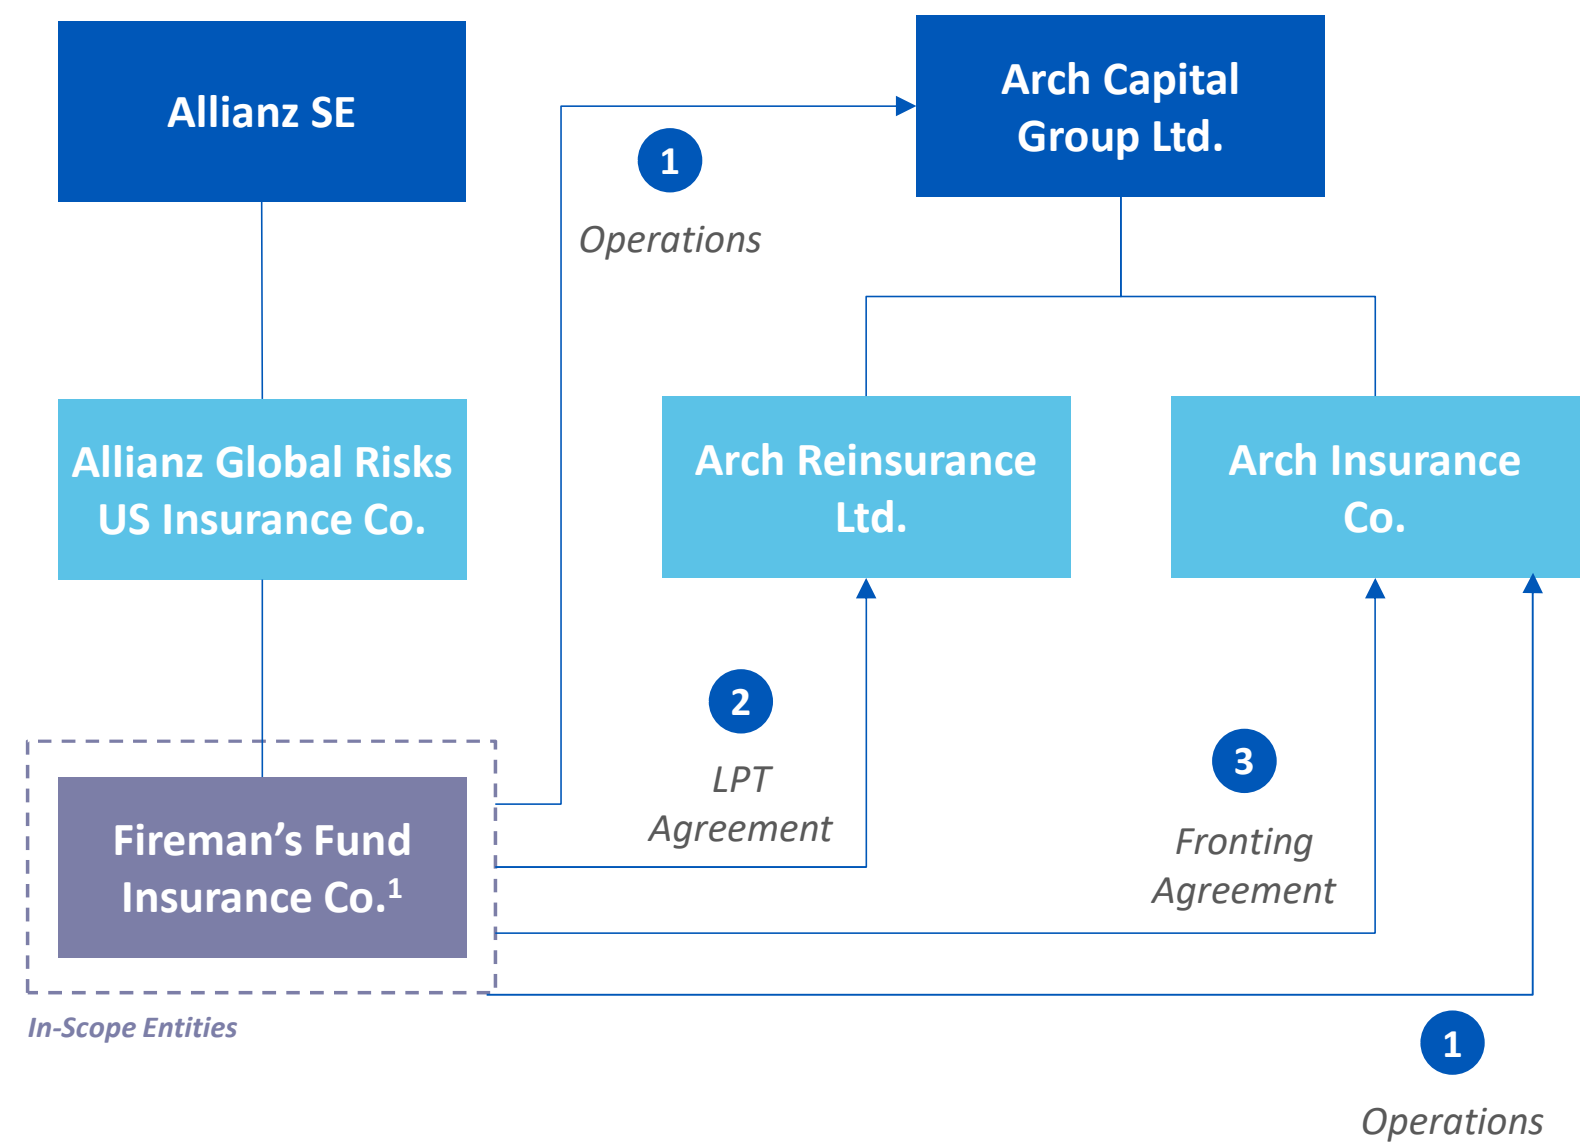 Allianz SE
Arch Capital
Group Ltd.
1
Operations
Allianz Global Risks
US Insurance Co.
Arch Reinsurance
Ltd.
Arch Insurance
Co.
2
LPT
Agreement
3
Fronting
Agreement
Fireman’s Fund
Insurance Co.¹
In-Scope Entities
1
Operations